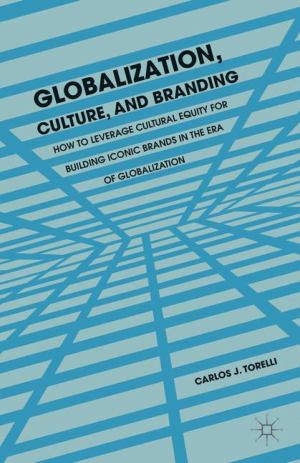 GLOBALIZATION,
CULTURE, AND BRANDING
HOW TO LEVERAGE CULTURAL EQUITY FOR
BUILDING ICONIC BRANDS IN THE ERA
OF GLOBALIZATION
CARLOS J. TORELLI